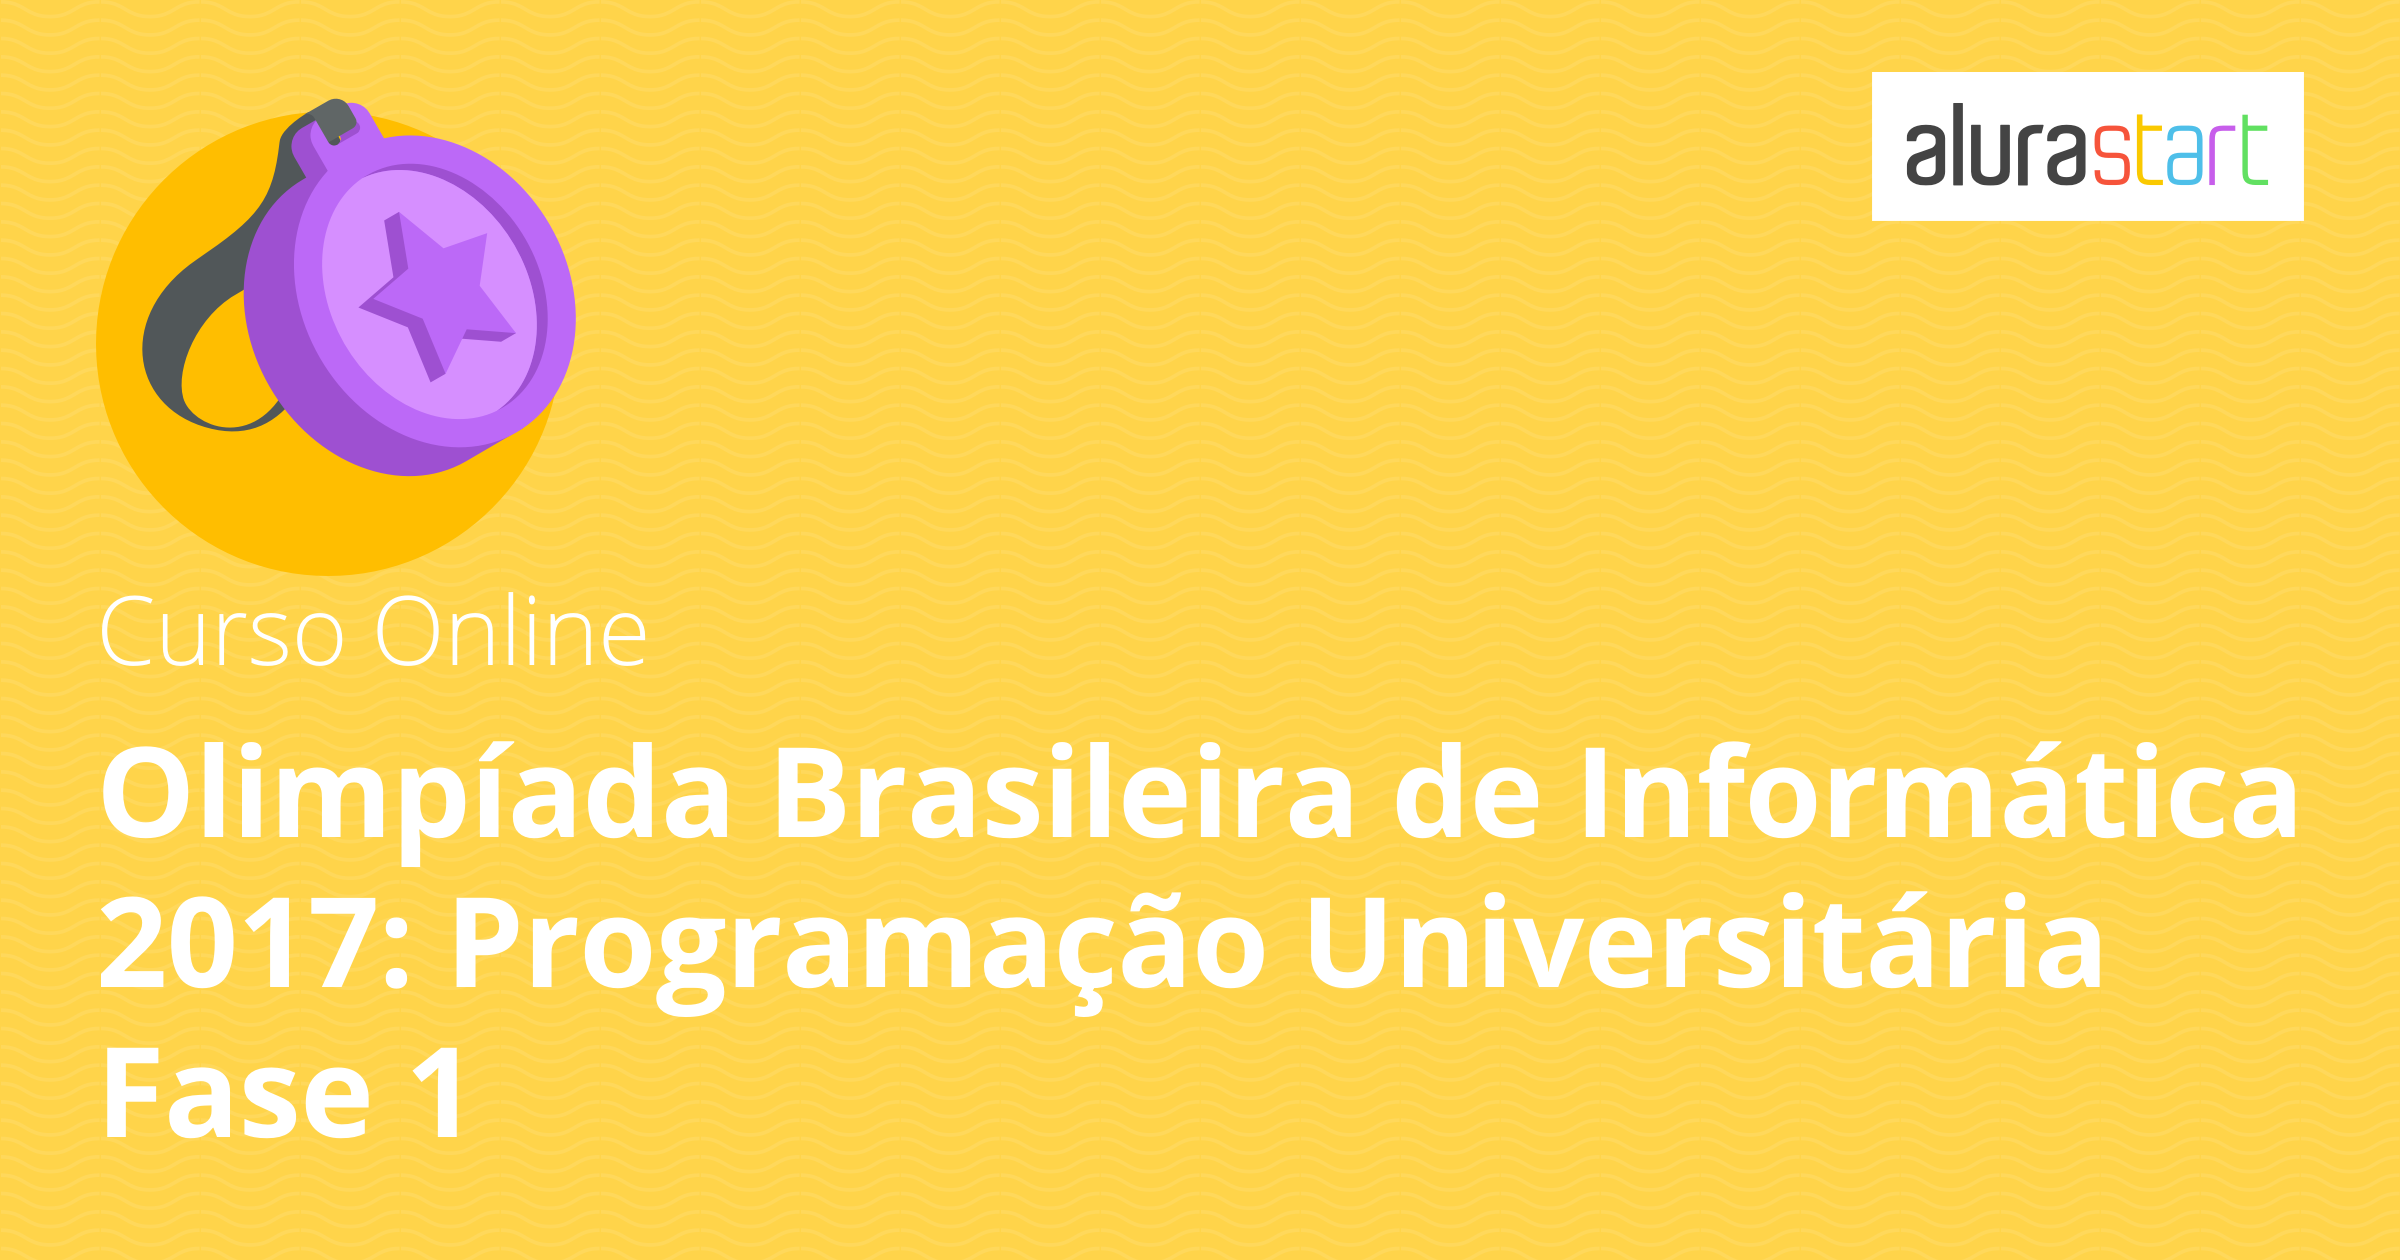 alurastart
Curso Online
Olimpíada Brasileira de Informática
2017: Programação Universitária
Fase 1